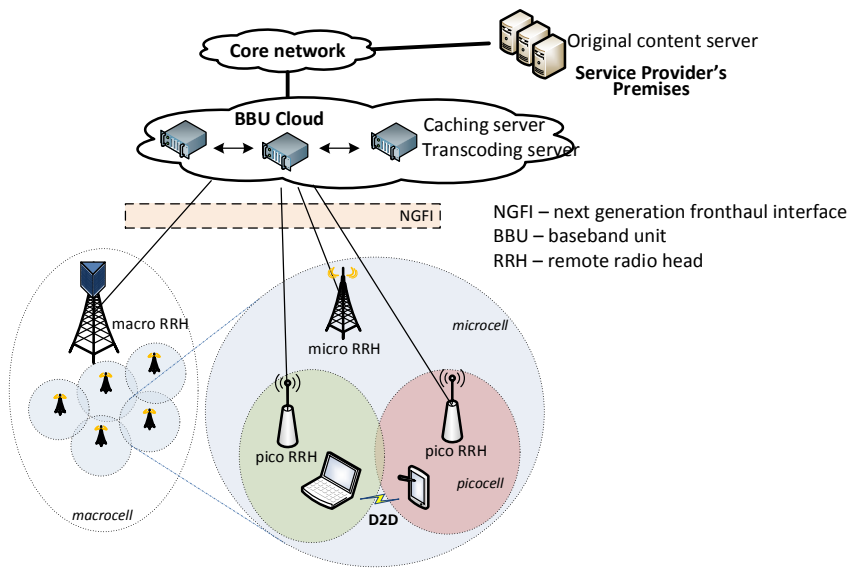 Core network
Original content server
Service Provider's
Premises
BBU Cloud
Caching server
Transcoding server
NGFI
NGFI – next generation fronthaul interface
BBU – baseband unit
RRH – remote radio head
macro RRH
micro RRH
microcell
pico RRH
pico RRH
picocell
D2D
macrocell